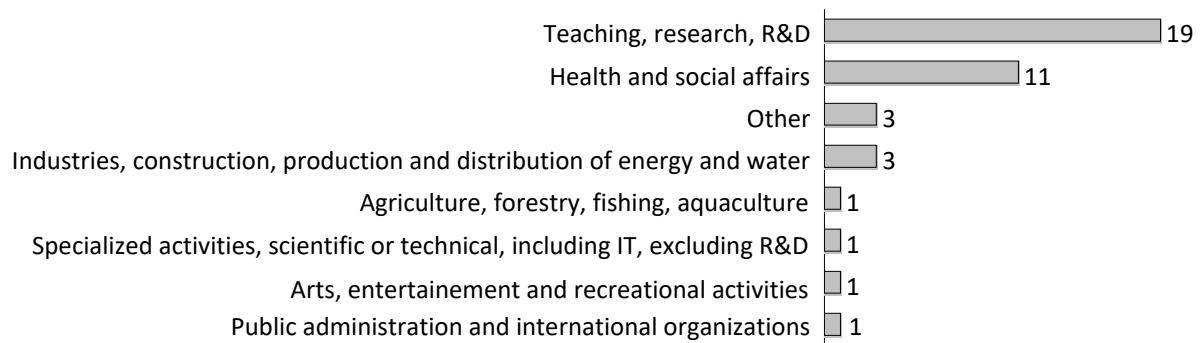 Teaching, research, R&D 19
Health and social affairs 11
Other 3
Industries, construction, production and distribution of energy and water 3
Agriculture, forestry, fishing, aquaculture 1
Specialized activities, scientific or technical, including IT, excluding R&D 1
Arts, entertainement and recreational activities 1
Public administration and international organizations 1